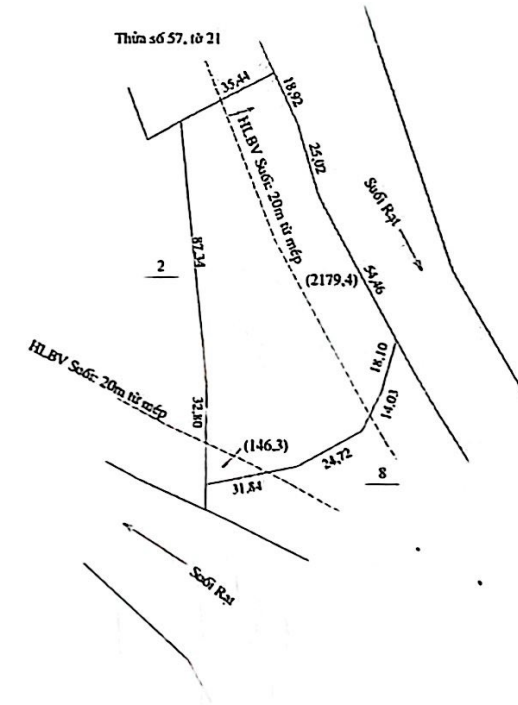 Thửa số 57, tờ 21
35,44
18,92
HLBV Suối: 20m từ mép
25,02
Suối Rạt
87,34
2
(2179,4)
54,46
HLBV Suối: 20m từ mép
18,10
32,80
14,03
(146,3)
24,72
8
31,84
Suối Rạt